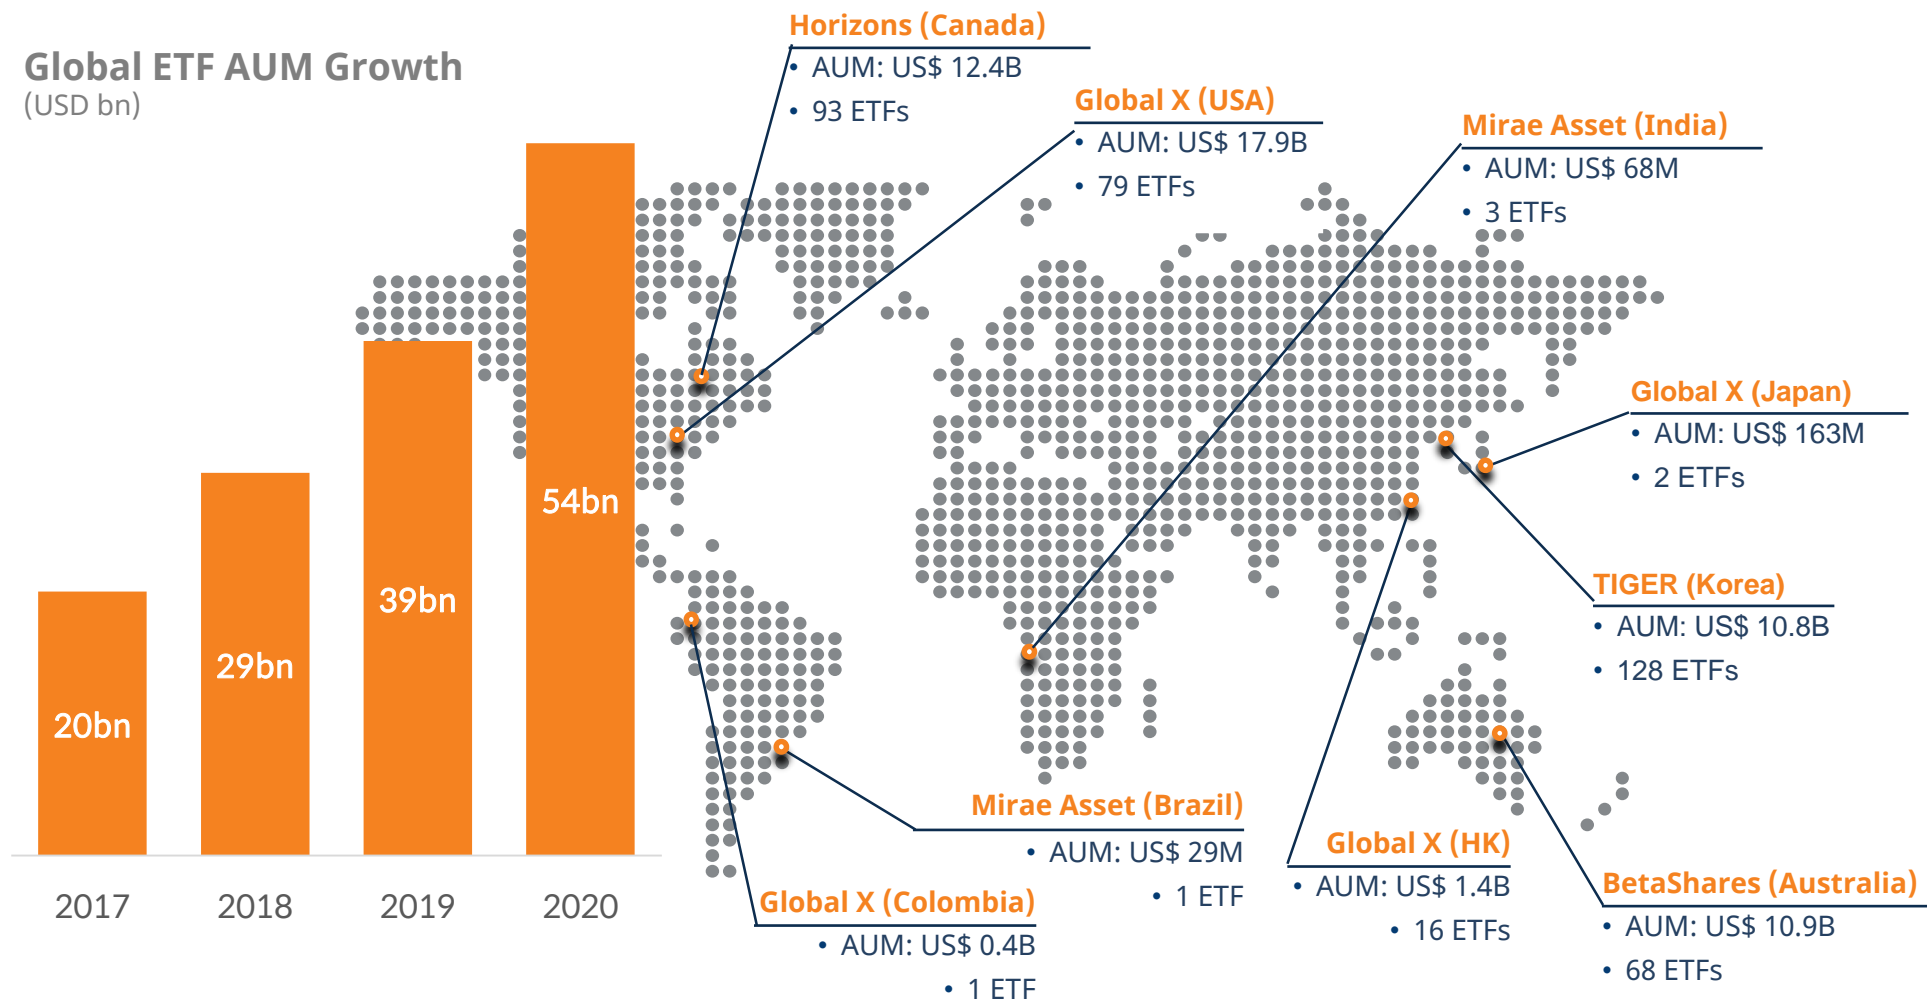 Global ETF AUM Growth
(USD bn)
20bn
29bn
39bn
54bn
2017
2018
2019
2020
Horizons (Canada)
• AUM: US$ 12.4B
• 93 ETFs
Global X (USA)
• AUM: US$ 17.9B
• 79 ETFs
Mirae Asset (India)
• AUM: US$ 68M
• 3 ETFs
Global X (Japan)
• AUM: US$ 163M
• 2 ETFs
TIGER (Korea)
• AUM: US$ 10.8B
• 128 ETFs
Mirae Asset (Brazil)
• AUM: US$ 29M
• 1 ETF
Global X (HK)
• AUM: US$ 1.4B
• 16 ETFs
BetaShares (Australia)
• AUM: US$ 10.9B
• 68 ETFs
Global X (Colombia)
• AUM: US$ 0.4B
• 1 ETF